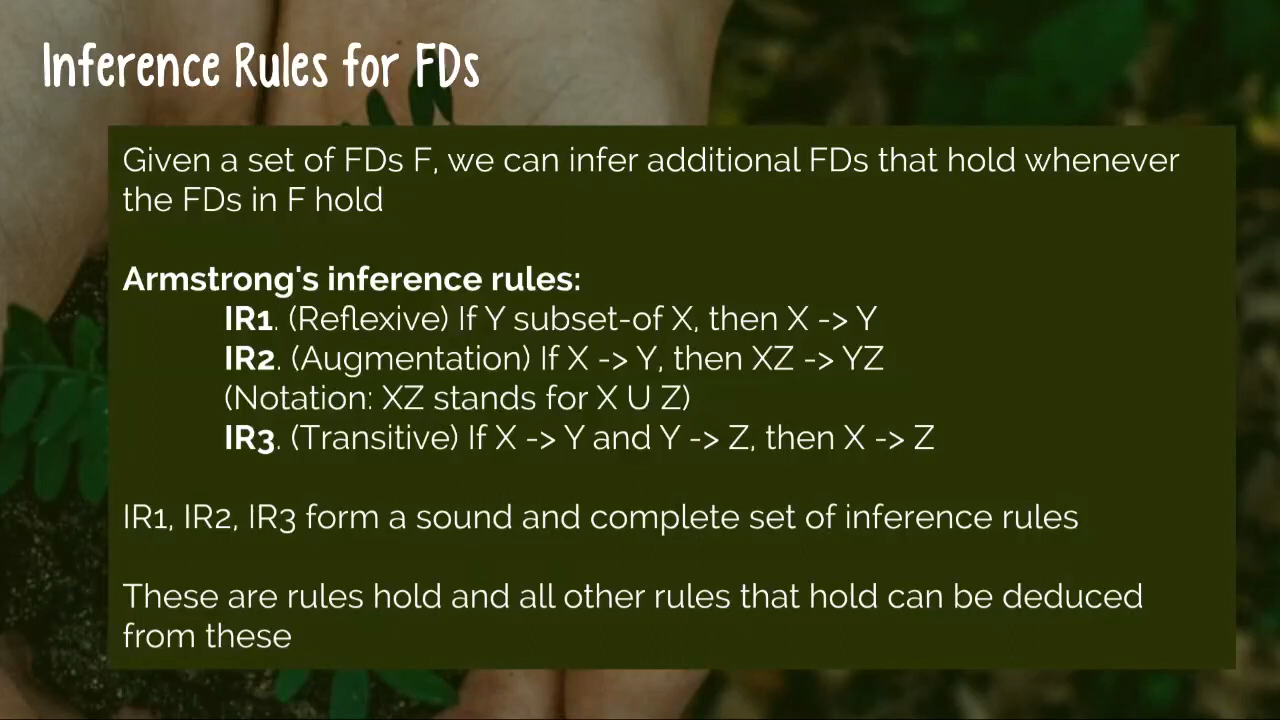 Inference Rules for FDs
Given a set of FDs F, we can infer additional FDs that hold whenever
the FDs in F hold
Armstrong's inference rules:
IR1. (Reflexive) If Y subset-of X, then X -> Y
IR2. (Augmentation) If X -> Y, then XZ -> YZ
(Notation: XZ stands for X U Z)
IR3. (Transitive) If X -> Y and Y -> Z, then X -> Z
IR1, IR2, IR3 form a sound and complete set of inference rules
These are rules hold and all other rules that hold can be deduced
from these